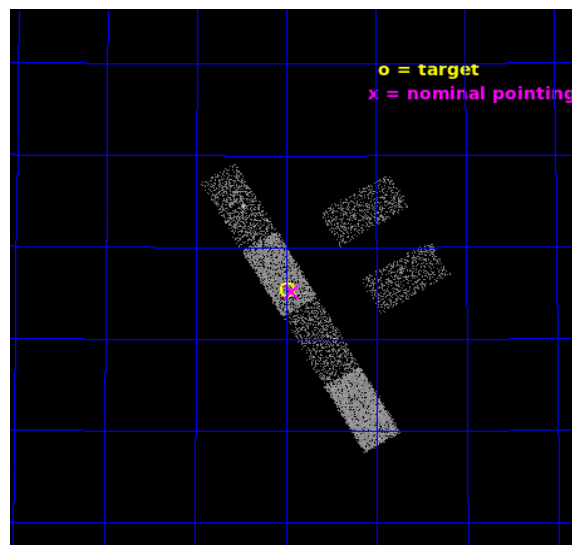 o = target
x = nominal pointing